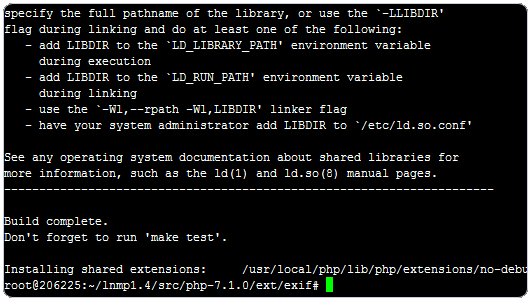 specify the full pathname of the library, or use the `-LLIBDIR'
flag during linking and do at least one of the following:
   - add LIBDIR to the `LD_LIBRARY_PATH' environment variable
     during execution
   - add LIBDIR to the `LD_RUN_PATH' environment variable
     during linking
   - use the `-Wl,--rpath -Wl,LIBDIR' linker flag
   - have your system administrator add LIBDIR to `/etc/ld.so.conf'

See any operating system documentation about shared libraries for
more information, such as the ld(1) and ld.so(8) manual pages.
----------------------------------------------------------------------

Build complete.
Don't forget to run 'make test'.

Installing shared extensions:     /usr/local/php/lib/php/extensions/no-debu
root@206225:~/lnmp1.4/src/php-7.1.0/ext/exif#